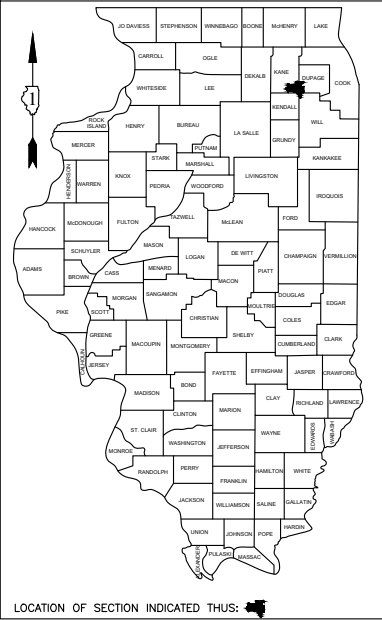 JO DAVIESS STEPHENSON WINNEBAGO BOONE McHENRY LAKE
CARROLL OGLE KANE DUPAGE COOK
DEKALB
WHITESIDE LEE
KENDALL
ROCK ISLAND HENRY BUREAU LA SALLE WILL
MERCER PUTNAM GRUNDY
STARK MARSHALL KANKAKEE
HENDERSON WARREN KNOX PEORIA WOODFORD LIVINGSTON
IROQUOIS
HANCOCK McDONOUGH FULTON TAZWELL McLEAN FORD
MASON
SCHUYLER LOGAN DE WITT CHAMPAIGN VERMILLION
ADAMS BROWN CASS MENARD PIATT
MACON
MORGAN SANGAMON DOUGLAS EDGAR
PIKE SCOTT CHRISTIAN MOULTRIE
COLES
GREENE MACOUPIN SHELBY
CALHOUN JERSEY MONTGOMERY CUMBERLAND CLARK
FAYETTE EFFINGHAM JASPER CRAWFORD
MADISON BOND
CLAY RICHLAND LAWRENCE
CLINTON MARION
ST. CLAIR WAYNE EDWARDS WABASH
WASHINGTON JEFFERSON
MONROE
RANDOLPH PERRY HAMILTON WHITE
FRANKLIN
JACKSON WILLIAMSON SALINE GALLATIN
UNION JOHNSON POPE HARDIN
ALEXANDER PULASKI MASSAC
LOCATION OF SECTION INDICATED THUS: